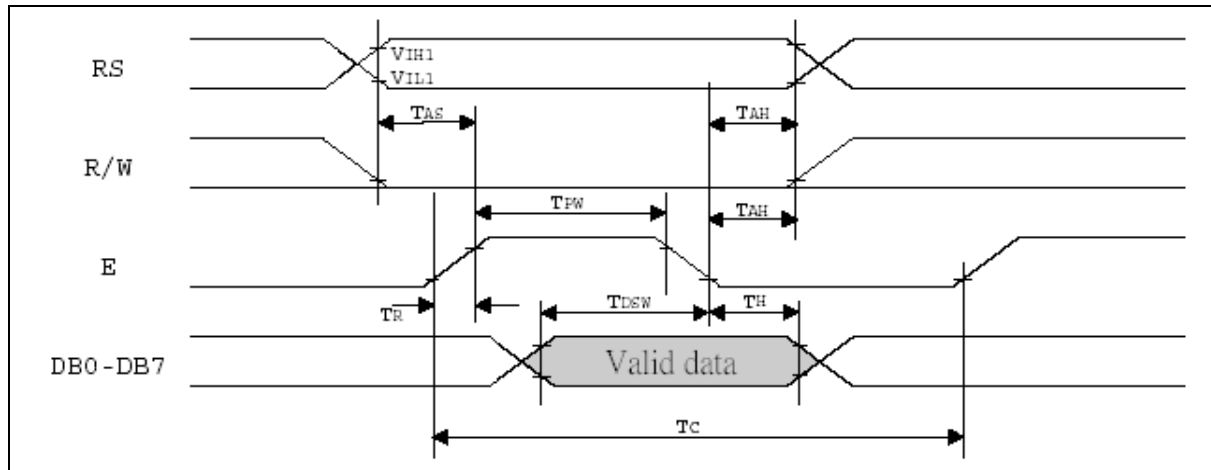 RS
VIH1
VIL1
TAS
TAH
R/W
TPW
TAH
E
TR
TDSW
TH
DB0-DB7
Valid data
TC